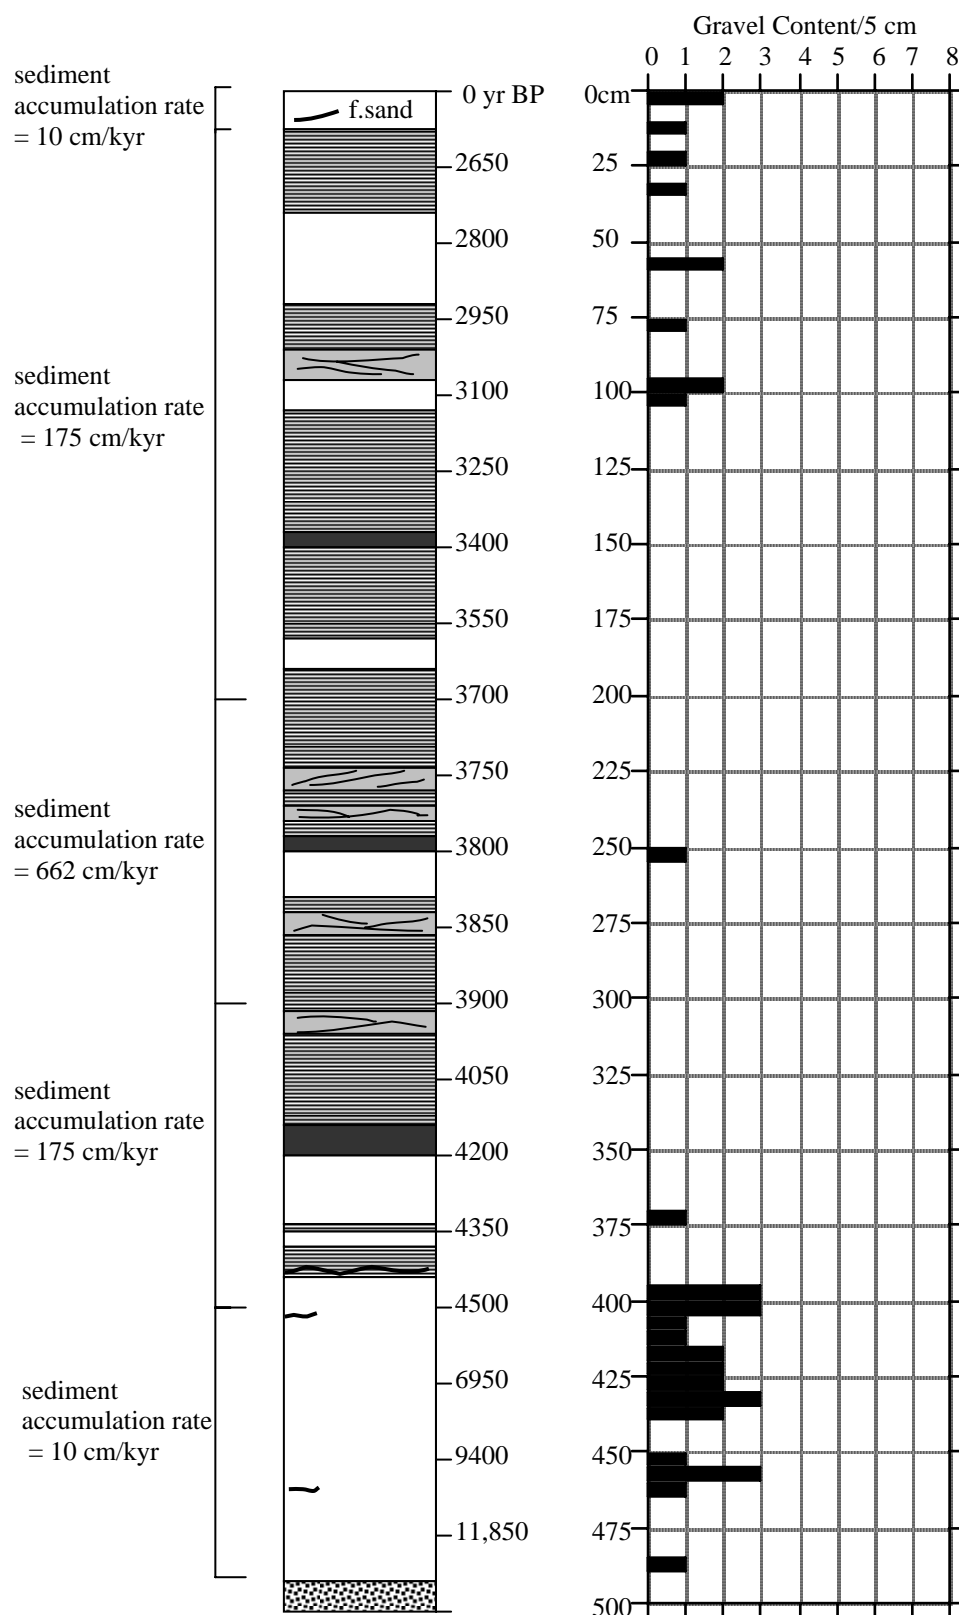 Gravel Content/5 cm
0 1 2 3 4 5 6 7 8
sediment
accumulation rate
= 10 cm/kyr
f.sand
0 yr BP
2650
2800
2950
3100
3250
3400
3550
3700
3750
3800
3850
3900
4050
4200
4350
4500
6950
9400
11,850
0cm
25
50
75
100
125
150
175
200
225
250
275
300
325
350
375
400
425
450
475
500
sediment
accumulation rate
= 175 cm/kyr
sediment
accumulation rate
= 662 cm/kyr
sediment
accumulation rate
= 175 cm/kyr
sediment
accumulation rate
= 10 cm/kyr